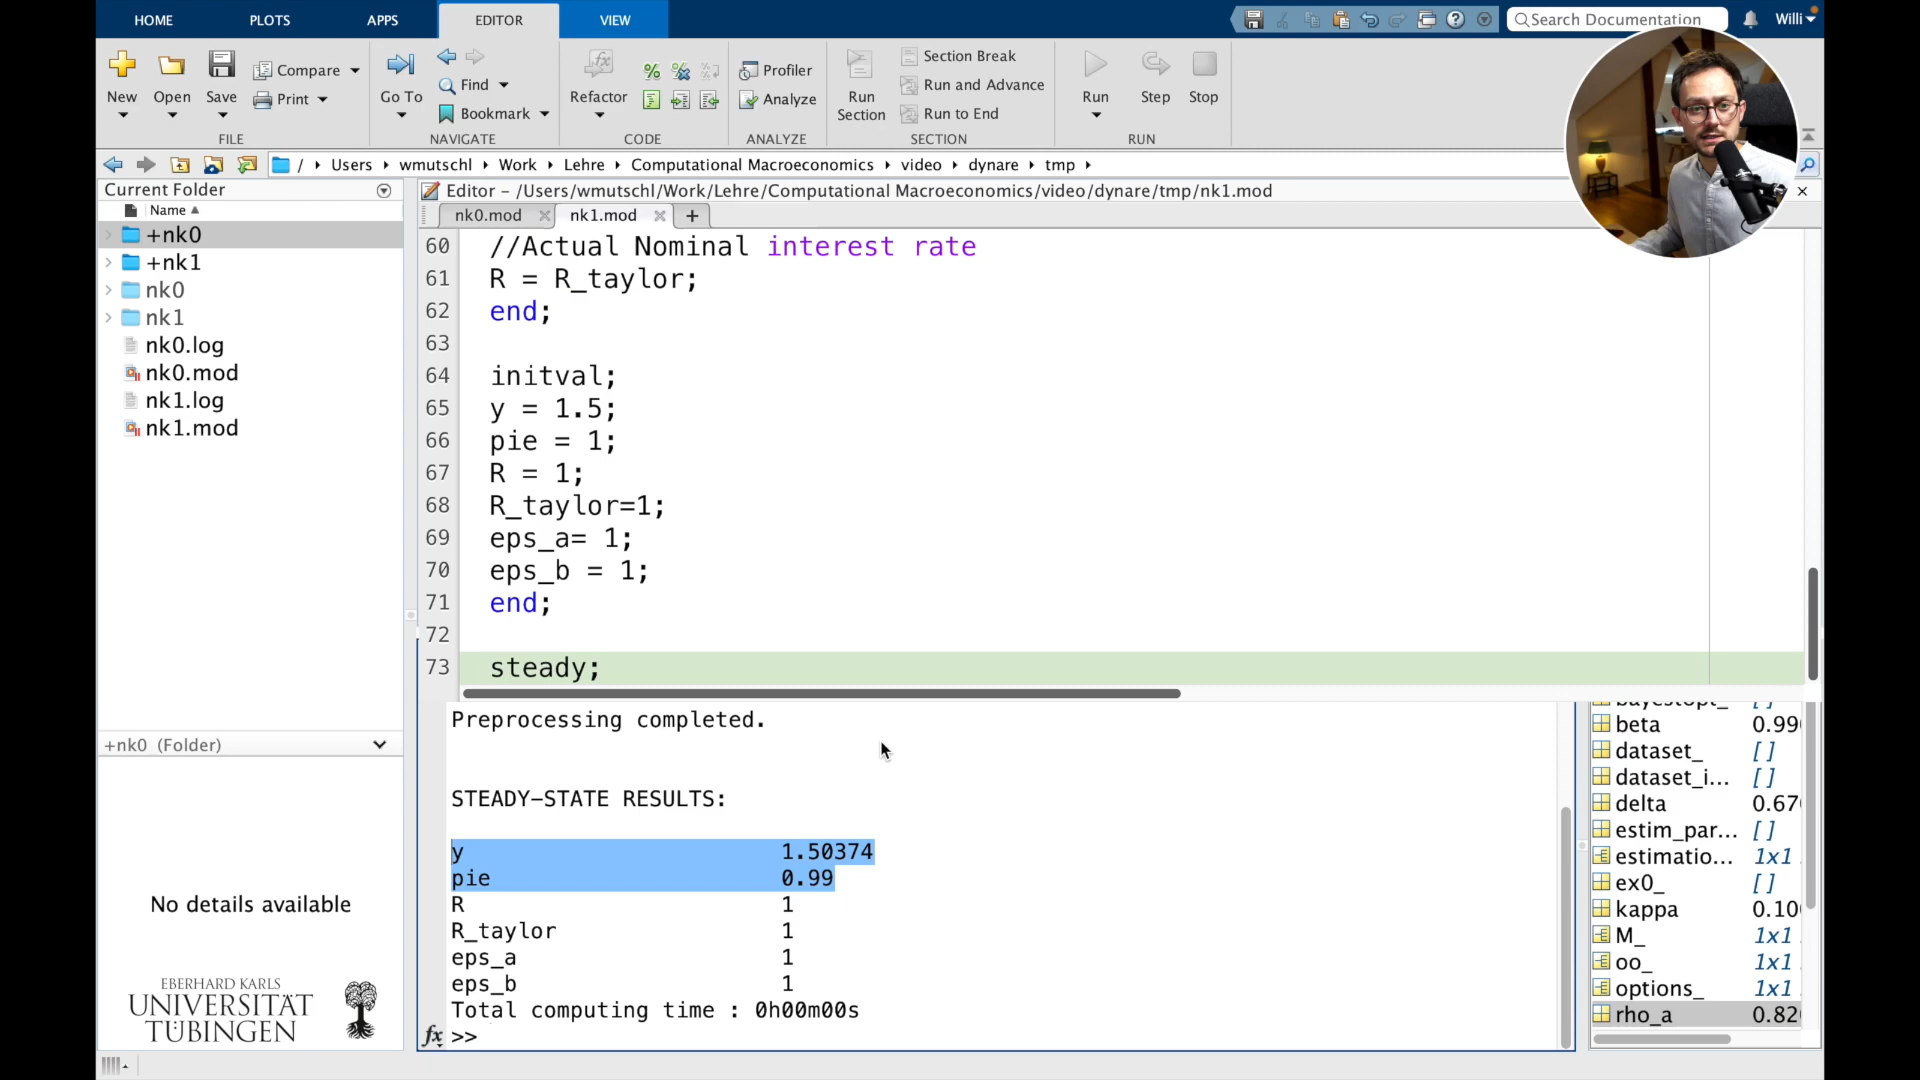 HOME PLOTS APPS EDITOR VIEW
Search Documentation Willi
New Open Save Compare Print
FILE
Go To Find Bookmark
NAVIGATE
Refactor
CODE
Profiler Analyze
ANALYZE
Run Section Section Break Run and Advance Run to End
SECTION
Run Step Stop
RUN
/ Users wmutschl Work Lehre Computational Macroeconomics video dynare tmp
Current Folder
Name
+nk0
+nk1
nk0
nk1
nk0.log
nk0.mod
nk1.log
nk1.mod
+nk0 (Folder)
No details available
EBERHARD KARLS
UNIVERSITÄT
TÜBINGEN
Editor - /Users/wmutschl/Work/Lehre/Computational Macroeconomics/video/dynare/tmp/nk1.mod
nk0.mod nk1.mod
60 //Actual Nominal interest rate
61 R = R_taylor;
62 end;
63
64 initval;
65 y = 1.5;
66 pie = 1;
67 R = 1;
68 R_taylor=1;
69 eps_a= 1;
70 eps_b = 1;
71 end;
72
73 steady;
Preprocessing completed.
STEADY-STATE RESULTS:
y 1.50374
pie 0.99
R 1
R_taylor 1
eps_a 1
eps_b 1
Total computing time : 0h00m00s
fx >>
beta 0.99
dataset_ []
dataset_i... []
delta 0.67
estim_par... []
estimatio... 1x1
ex0_ []
kappa 0.10
M_ 1x1
oo_ 1x1
options_ 1x1
rho_a 0.82